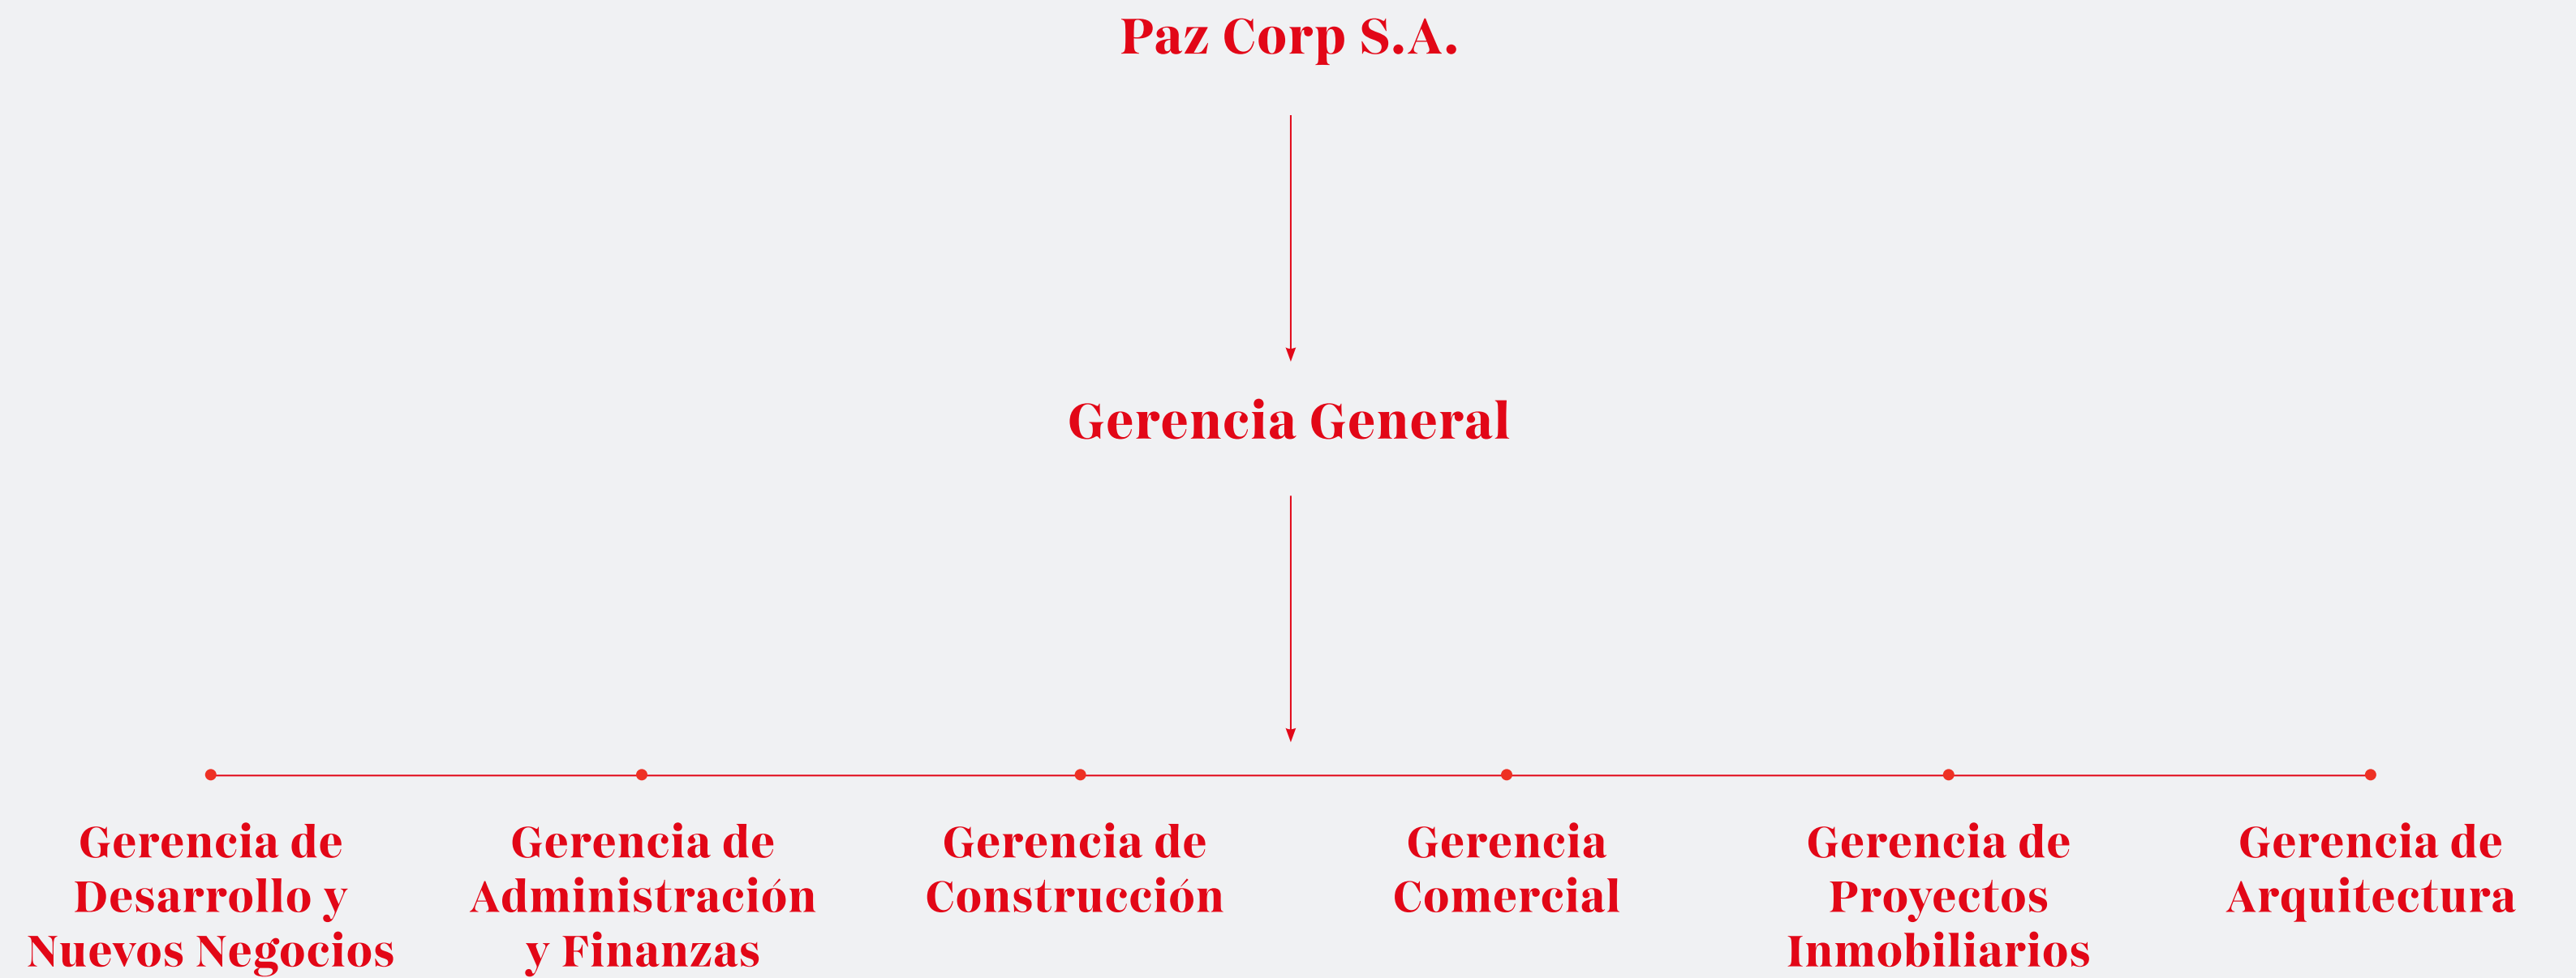 Paz Corp S.A.
Gerencia General
Gerencia de
Desarrollo y
Nuevos Negocios
Gerencia de
Administración
y Finanzas
Gerencia de
Construcción
Gerencia
Comercial
Gerencia de
Proyectos
Inmobiliarios
Gerencia de
Arquitectura